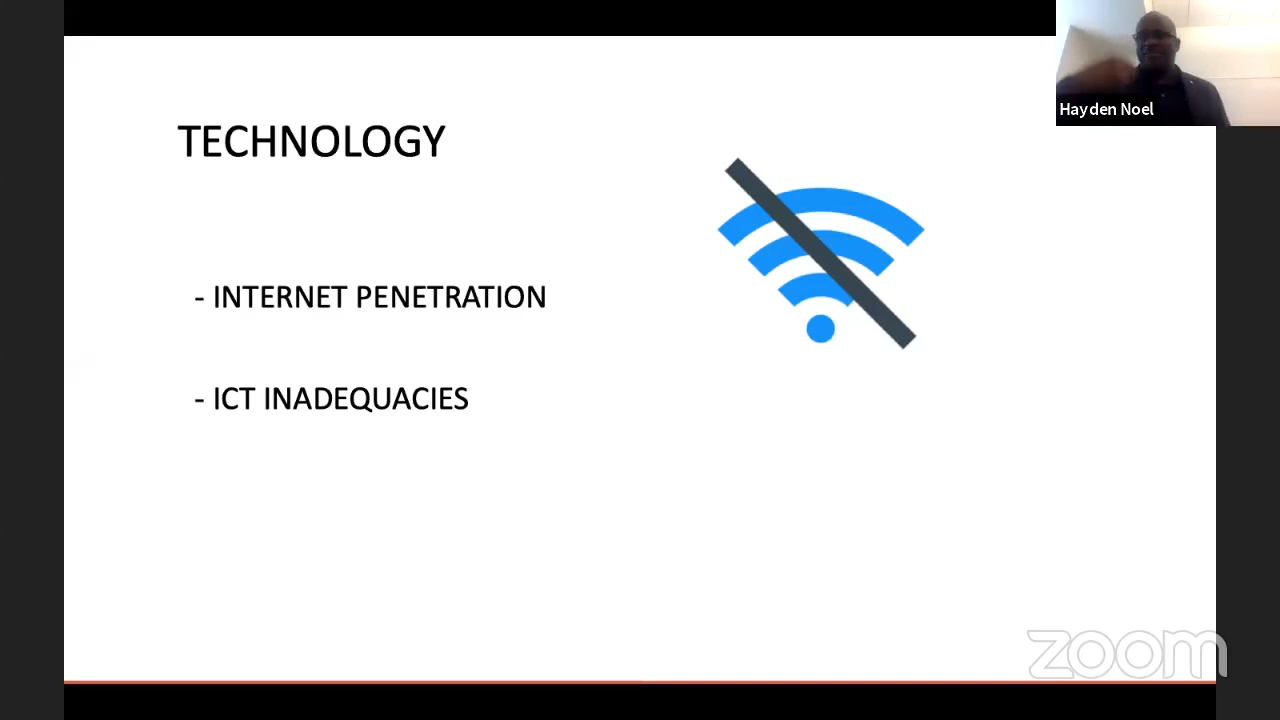 Hayden Noel
TECHNOLOGY
- INTERNET PENETRATION
- ICT INADEQUACIES
zoom